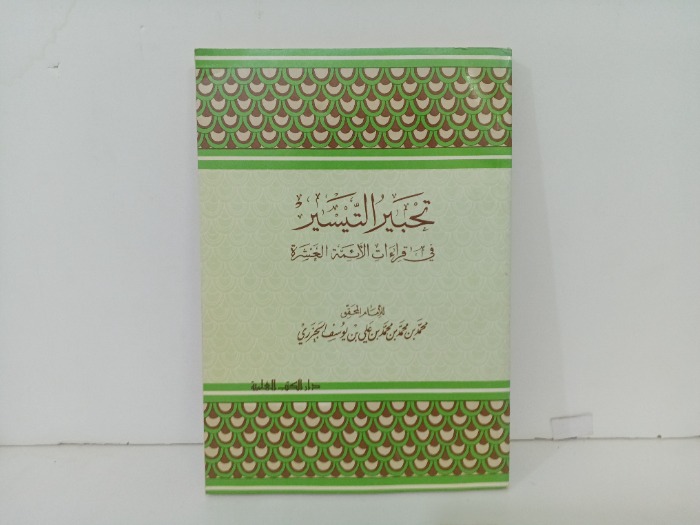 تحبير التيسير
في قراءات الأئمة العشرة
للإمام المحقق
محمد بن محمد بن محمد بن علي بن يوسف الجزري
دار الكتب العلمية